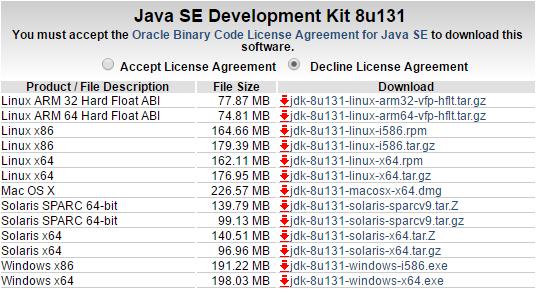 Java SE Development Kit 8u131
You must accept the Oracle Binary Code License Agreement for Java SE to download this
software.
Accept License Agreement Decline License Agreement
Product / File Description File Size Download
Linux ARM 32 Hard Float ABI 77.87 MB jdk-8u131-linux-arm32-vfp-hflt.tar.gz
Linux ARM 64 Hard Float ABI 74.81 MB jdk-8u131-linux-arm64-vfp-hflt.tar.gz
Linux x86 164.66 MB jdk-8u131-linux-i586.rpm
Linux x86 179.39 MB jdk-8u131-linux-i586.tar.gz
Linux x64 162.11 MB jdk-8u131-linux-x64.rpm
Linux x64 176.95 MB jdk-8u131-linux-x64.tar.gz
Mac OS X 226.57 MB jdk-8u131-macosx-x64.dmg
Solaris SPARC 64-bit 139.79 MB jdk-8u131-solaris-sparcv9.tar.Z
Solaris SPARC 64-bit 99.13 MB jdk-8u131-solaris-sparcv9.tar.gz
Solaris x64 140.51 MB jdk-8u131-solaris-x64.tar.Z
Solaris x64 96.96 MB jdk-8u131-solaris-x64.tar.gz
Windows x86 191.22 MB jdk-8u131-windows-i586.exe
Windows x64 198.03 MB jdk-8u131-windows-x64.exe